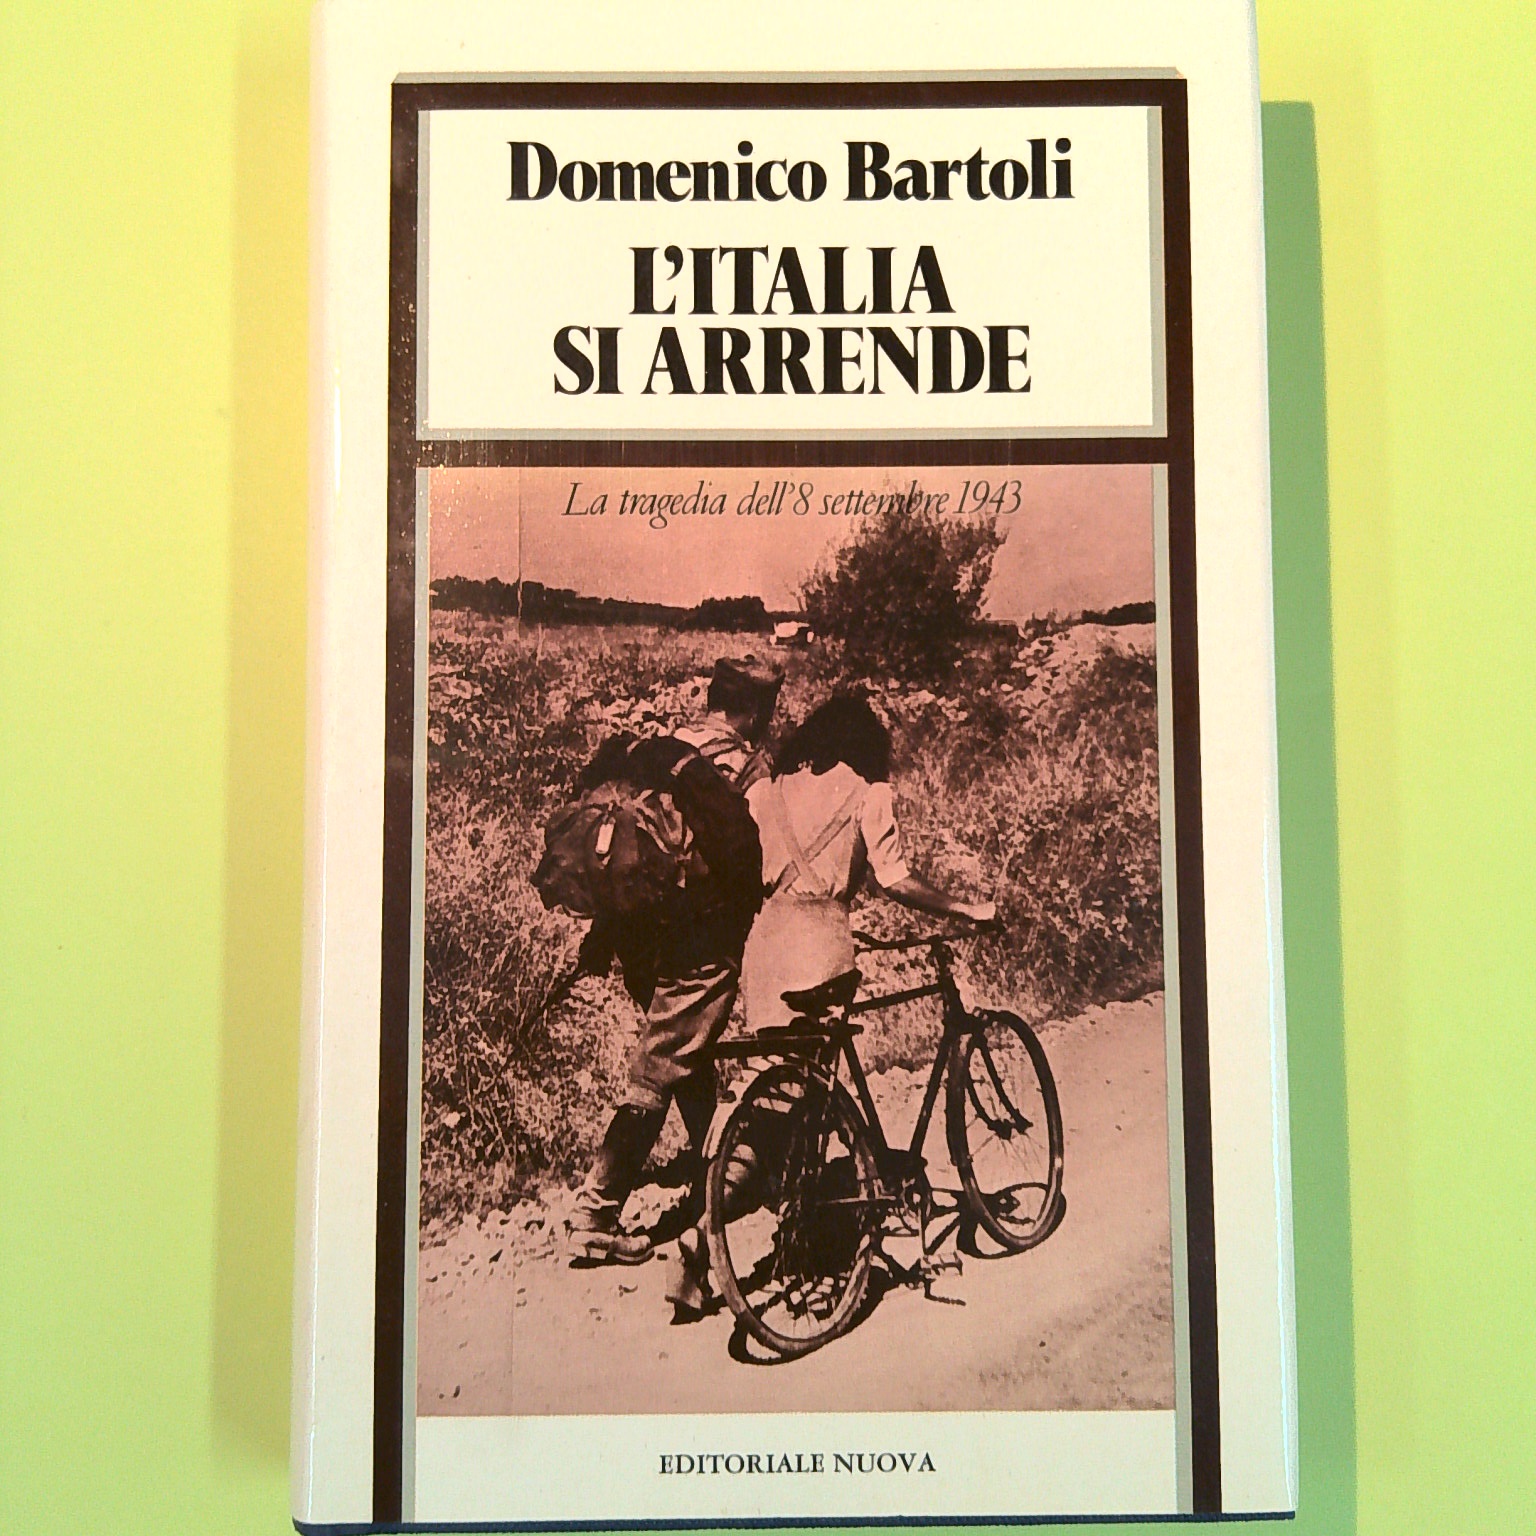 Domenico Bartoli
L'ITALIA
SI ARRENDE
La tragedia dell'8 settembre 1943
EDITORIALE NUOVA